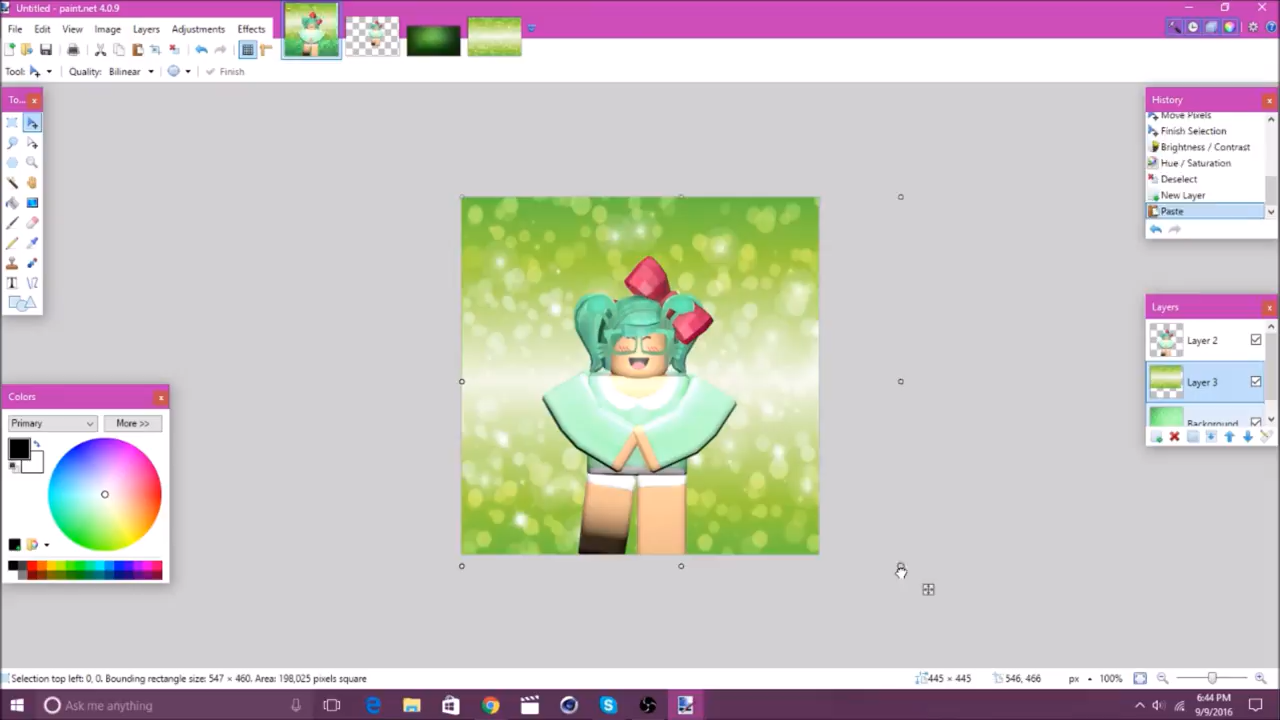 Untitled - paint.net 4.0.9
File Edit View Image Layers Adjustments Effects
Tool: Quality: Bilinear Finish
To...
History
Move Pixels
Finish Selection
Brightness / Contrast
Hue / Saturation
Deselect
New Layer
Paste
Layers
Layer 2
Layer 3
Background
Colors
Primary More >>
Selection top left: 0, 0. Bounding rectangle size: 547 × 460. Area: 198,025 pixels square 445 × 445 546, 466 px 100%
Ask me anything
6:44 PM
9/9/2016